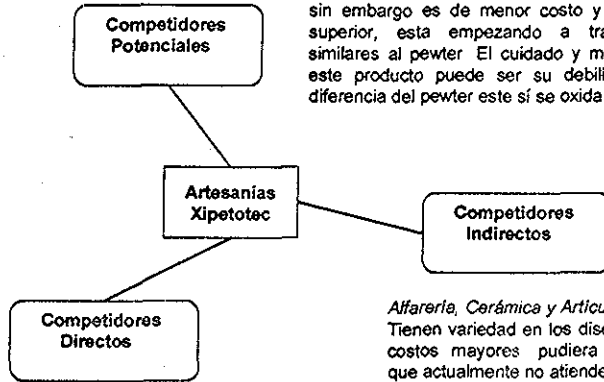 Competidores
Potenciales
sin embargo es de menor costo y
superior, esta empezando a tra
similares al pewter El cuidado y m
este producto puede ser su debili
diferencia del pewter este sí se oxida
Artesanías
Xipetotec
Competidores
Indirectos
Competidores
Directos
Alfarería, Cerámica y Articu
Tienen variedad en los dise
costos mayores pudiera
que actualmente no atiende